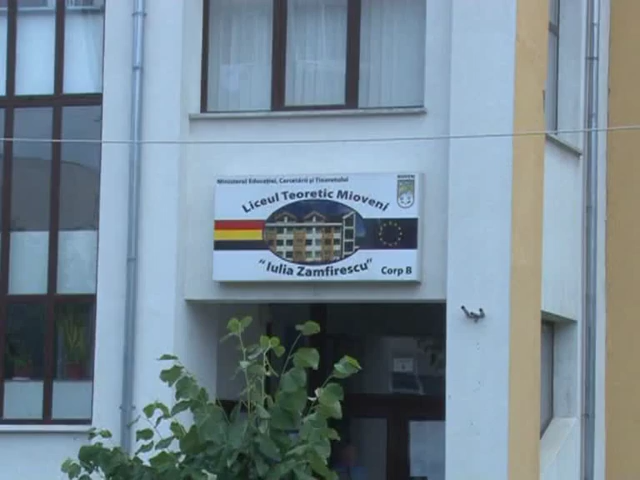 Ministerul Educației, Cercetării și Tineretului
Liceul Teoretic Mioveni
"Iulia Zamfirescu"
Corp B